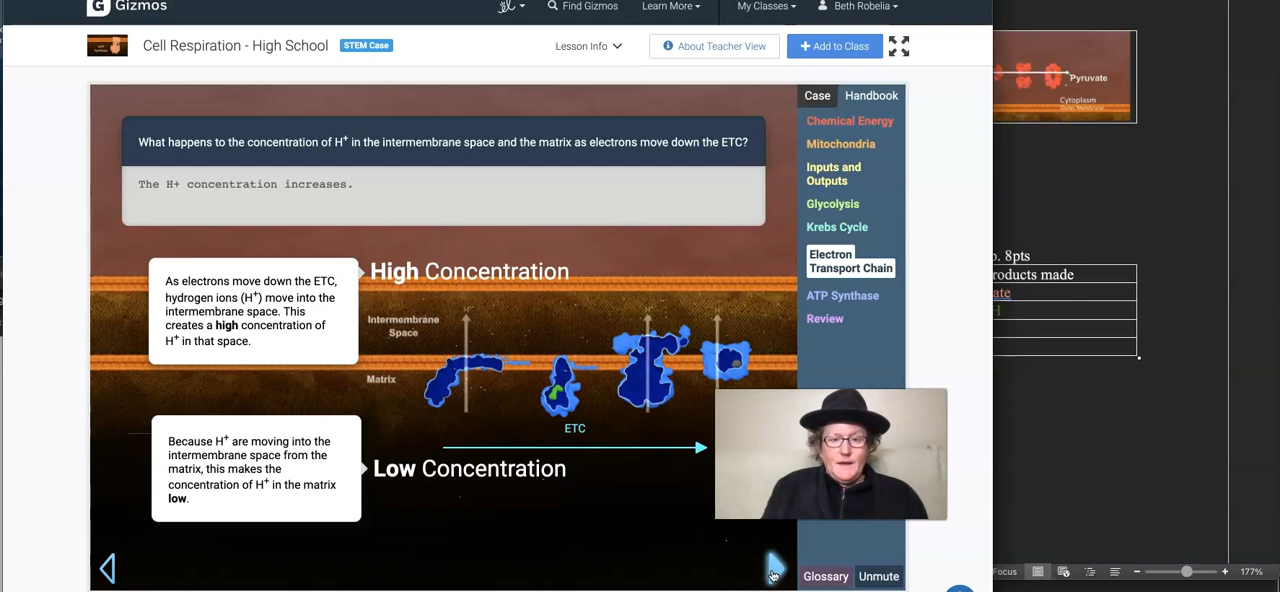 G Gizmos
Find Gizmos
Learn More
My Classes
Beth Robelia
Cell Respiration - High School
STEM Case
Lesson Info
About Teacher View
+ Add to Class
Case
Handbook
What happens to the concentration of H+ in the intermembrane space and the matrix as electrons move down the ETC?
The H+ concentration increases.
Chemical Energy
Mitochondria
Inputs and
Outputs
Glycolysis
Krebs Cycle
Electron
Transport Chain
ATP Synthase
Review
As electrons move down the ETC,
hydrogen ions (H+) move into the
intermembrane space. This
creates a high concentration of
H+ in that space.
High Concentration
Intermembrane
Space
Matrix
ETC
Because H+ are moving into the
intermembrane space from the
matrix, this makes the
concentration of H+ in the matrix
low.
Low Concentration
Glossary
Unmute
Pyruvate
Cytoplasm
Outer Membrane
. 8pts
roducts made
ate
H
Focus
177%